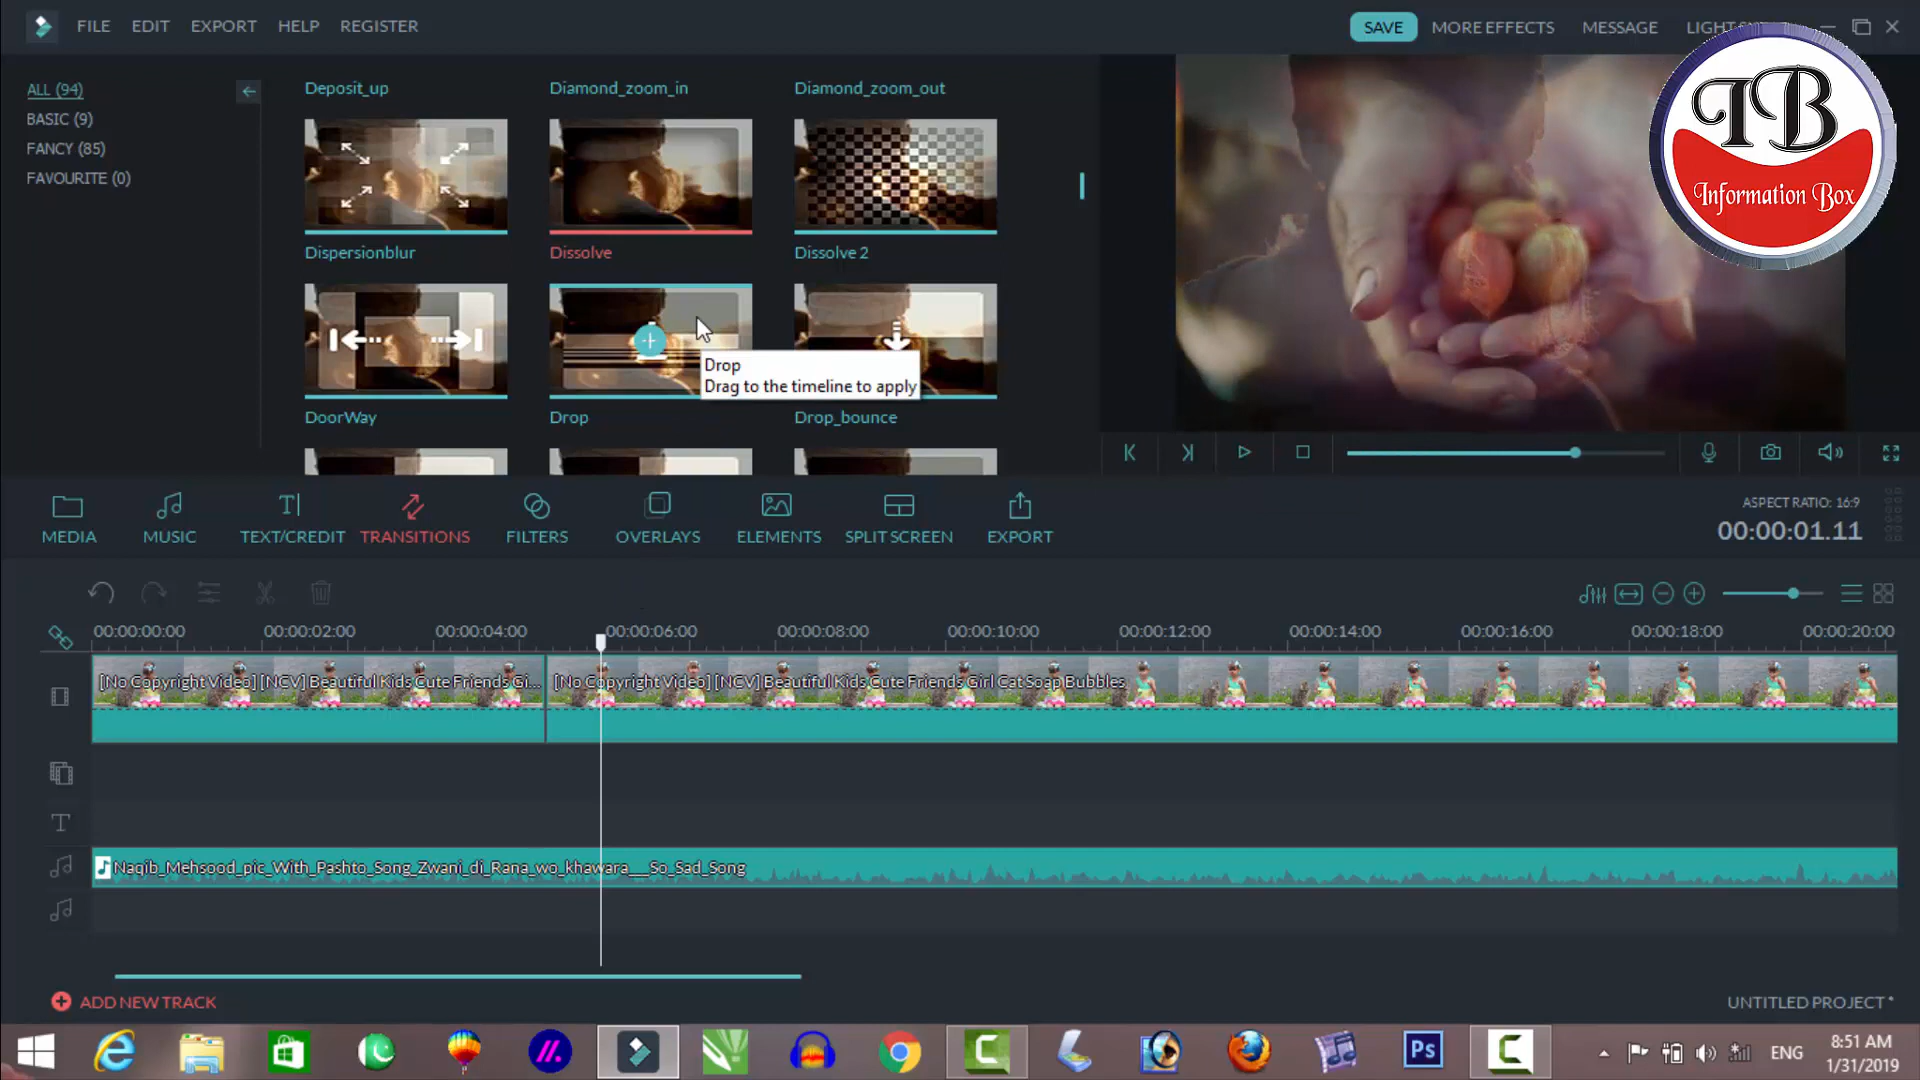 FILE EDIT EXPORT HELP REGISTER
SAVE MORE EFFECTS MESSAGE
ALL (94)
BASIC (9)
FANCY (85)
FAVOURITE (0)
Deposit_up Diamond_zoom_in Diamond_zoom_out
Dispersionblur Dissolve Dissolve 2
Drop
Drag to the timeline to apply
DoorWay Drop Drop_bounce
TB
Information Box
MEDIA MUSIC TEXT/CREDIT TRANSITIONS FILTERS OVERLAYS ELEMENTS SPLIT SCREEN EXPORT
ASPECT RATIO: 16:9
00:00:01.11
00:00:00:00 00:00:02:00 00:00:04:00 00:00:06:00 00:00:08:00 00:00:10:00 00:00:12:00 00:00:14:00 00:00:16:00 00:00:18:00 00:00:20:00
[No Copyright Video] [NCV] Beautiful Kids Cute Friends Gi... [No Copyright Video] [NCV] Beautiful Kids Cute Friends Girl Cat Soap Bubbles
Naqib_Mehsood_pic_With_Pashto_Song_Zwani_di_Rana_wo_khawara__So_Sad_Song
ADD NEW TRACK
UNTITLED PROJECT *
Ps
ENG
8:51 AM
1/31/2019